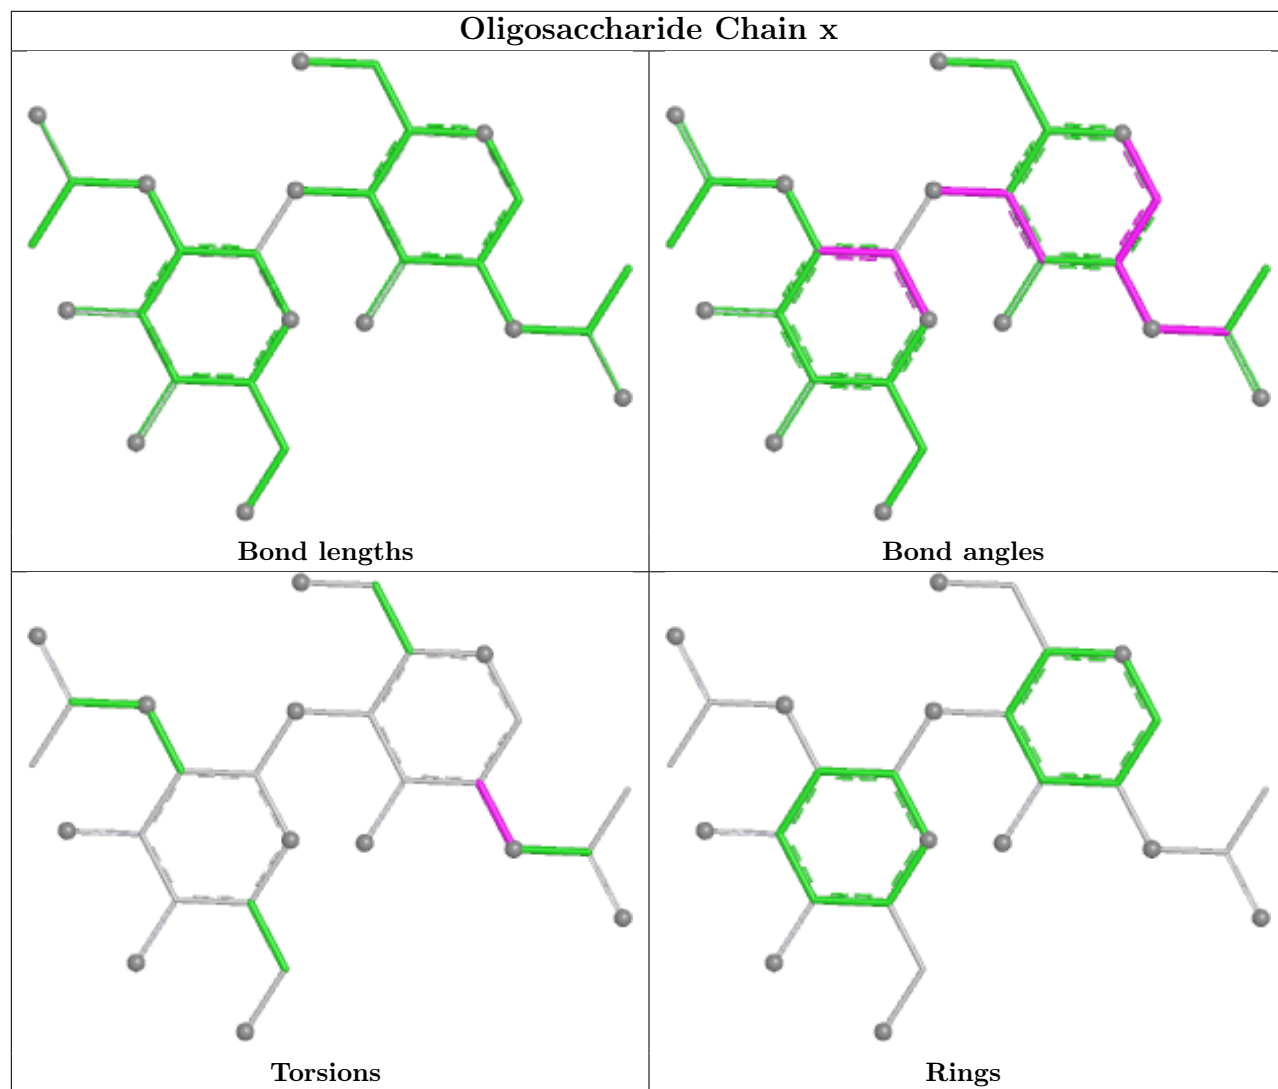 Oligosaccharide Chain x
Bond lengths
Bond angles
Torsions
Rings